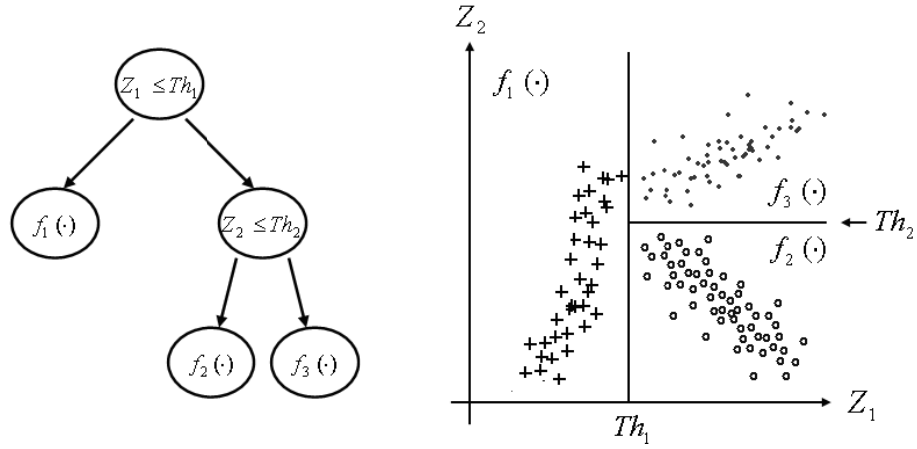 Z₁ ≤ Th₁
f₁ (·)
Z₂ ≤ Th₂
f₂ (·)
f₃ (·)
Z₂
f₁ (·)
f₃ (·)
Th₂
f₂ (·)
Z₁
Th₁